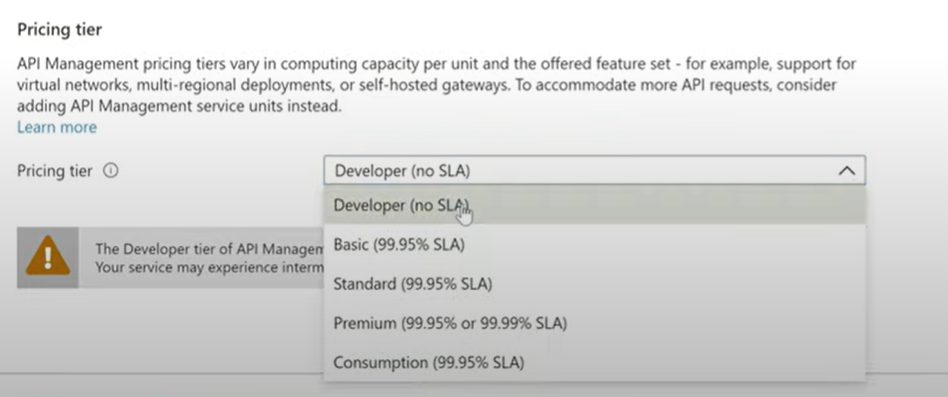 Pricing tier
API Management pricing tiers vary in computing capacity per unit and the offered feature set - for example, support for
virtual networks, multi-regional deployments, or self-hosted gateways. To accommodate more API requests, consider
adding API Management service units instead.
Learn more
Pricing tier
Developer (no SLA)
Developer (no SLA)
The Developer tier of API Managem
Your service may experience interm
Basic (99.95% SLA)
Standard (99.95% SLA)
Premium (99.95% or 99.99% SLA)
Consumption (99.95% SLA)